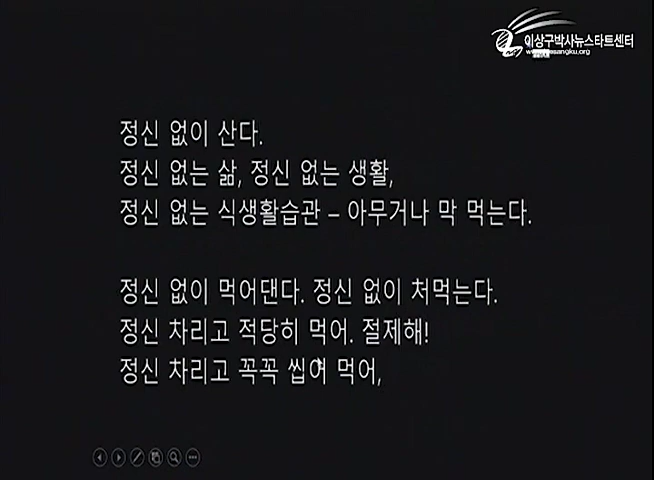 이상구박사뉴스타트센터
정신 없이 산다.
정신 없는 삶, 정신 없는 생활,
정신 없는 식생활습관 – 아무거나 막 먹는다.
정신 없이 먹어댄다. 정신 없이 처먹는다.
정신 차리고 적당히 먹어. 절제해!
정신 차리고 꼭꼭 씹여 먹어,